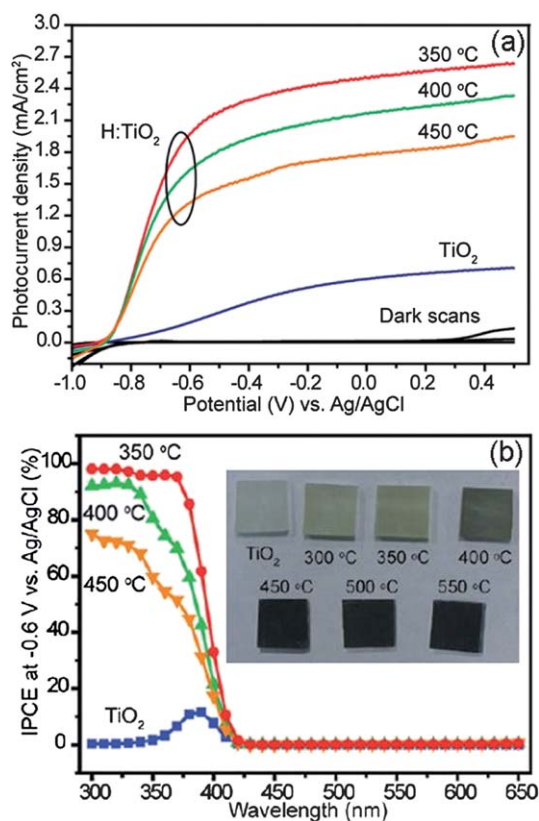 (a)
Photocurrent density (mA/cm²)
3.0
2.7
2.4
2.1
1.8
1.5
1.2
0.9
0.6
0.3
0.0
350 °C
400 °C
450 °C
H:TiO₂
TiO₂
Dark scans
-1.0 -0.8 -0.6 -0.4 -0.2 0.0 0.2 0.4
Potential (V) vs. Ag/AgCl
(b)
IPCE at -0.6 V vs. Ag/AgCl (%)
100
80
60
40
20
0
350 °C
400 °C
450 °C
TiO₂
TiO₂ 300 °C 350 °C 400 °C
450 °C 500 °C 550 °C
300 350 400 450 500 550 600 650
Wavelength (nm)